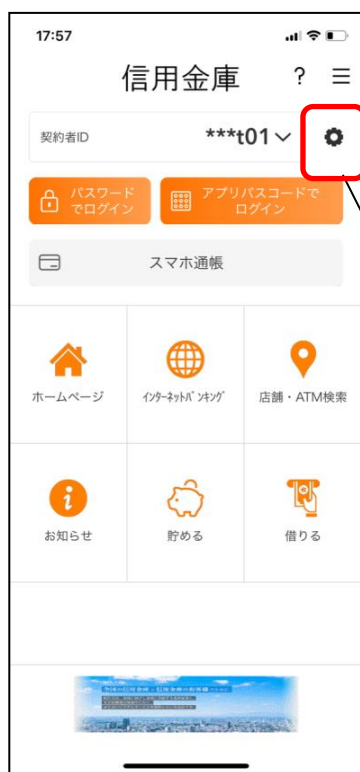 17:57
信用金庫 ?
契約者ID ***t01
パスワード
でログイン
アプリパスコードで
ログイン
スマホ通帳
ホームページ
インターネットバンキング
店舗・ATM検索
お知らせ
貯める
借りる